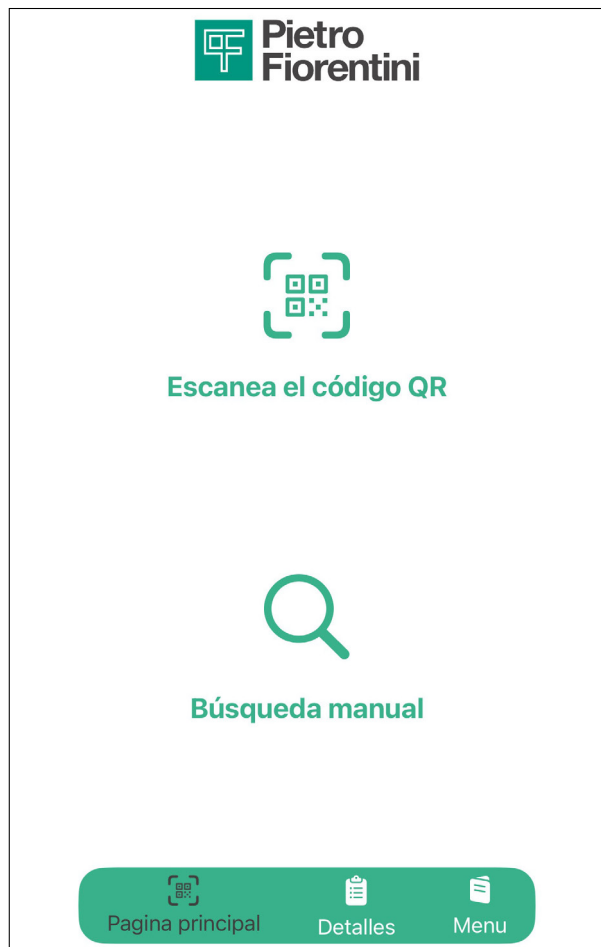 Pietro
Fiorentini
Escanea el código QR
Búsqueda manual
Pagina principal
Detalles
Menu